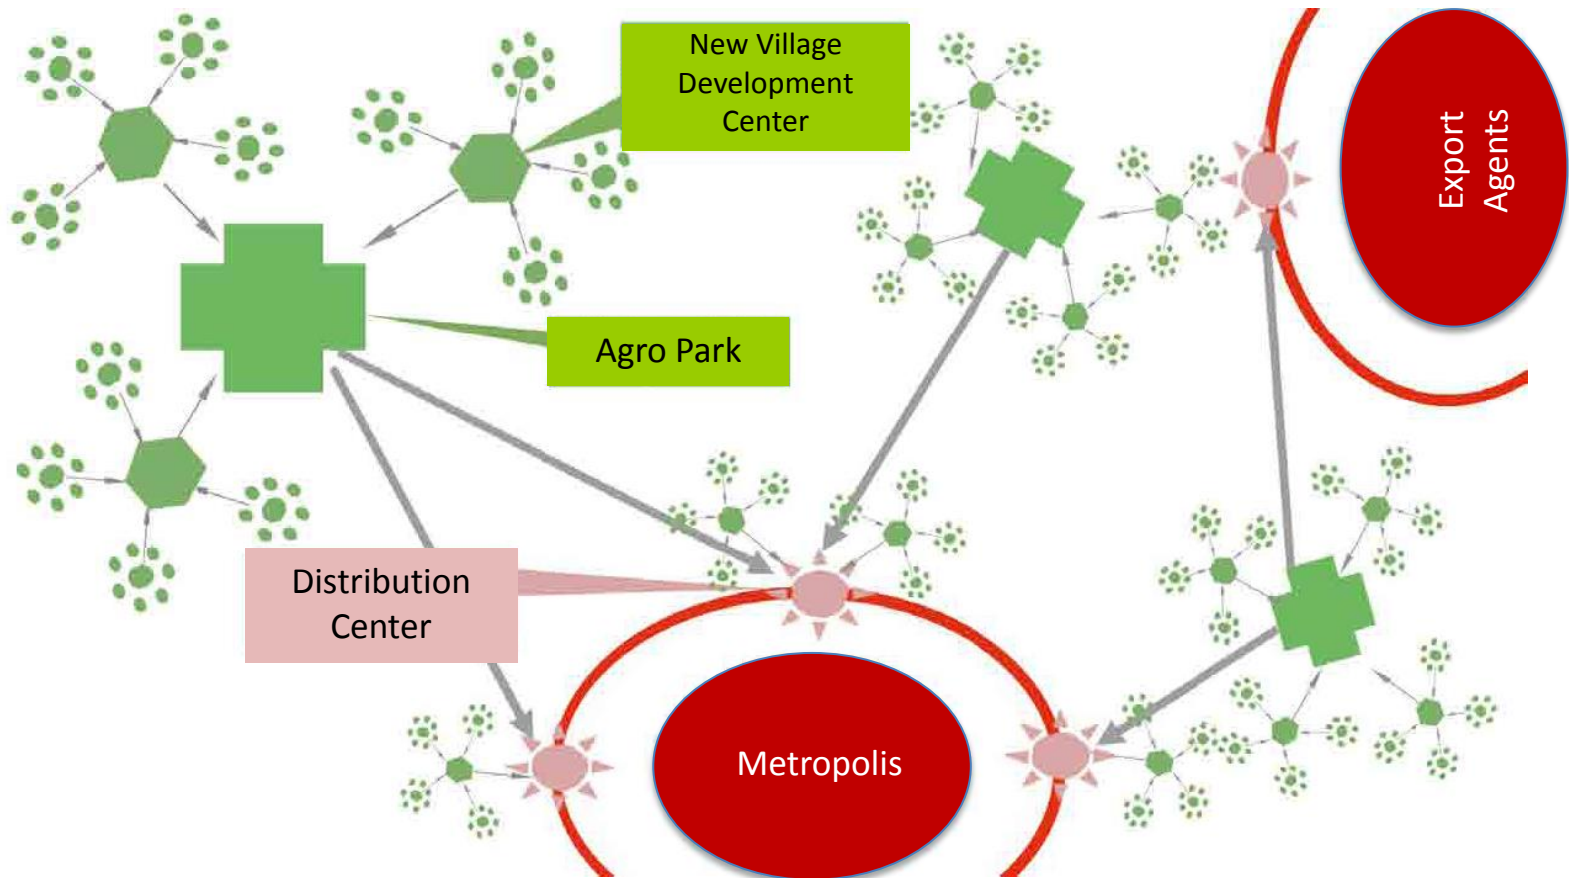 New Village
Development
Center
Export
Agents
Agro Park
Distribution
Center
Metropolis